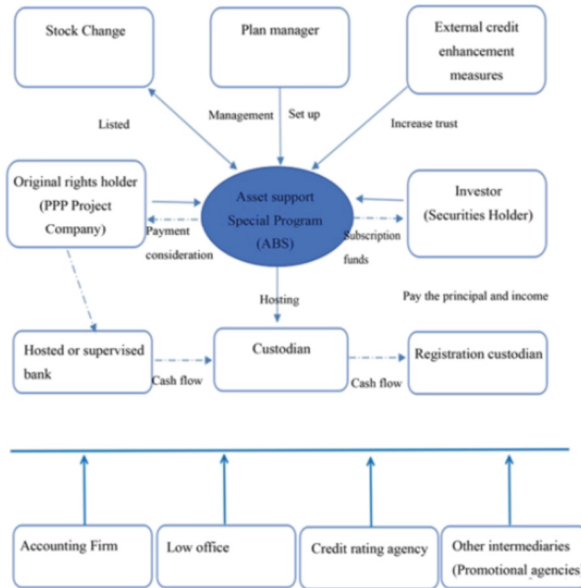 Stock Change
Plan manager
External credit
enhancement
measures
Management
Set up
Listed
Increase trust
Original rights holder
(PPP Project
Company)
Asset support
Special Program
(ABS)
Investor
(Securities Holder)
Payment
consideration
Subscription
funds
Hosting
Pay the principal and income
Hosted or supervised
bank
Custodian
Registration custodian
Cash flow
Cash flow
Accounting Firm
Low office
Credit rating agency
Other intermediaries
(Promotional agencies)